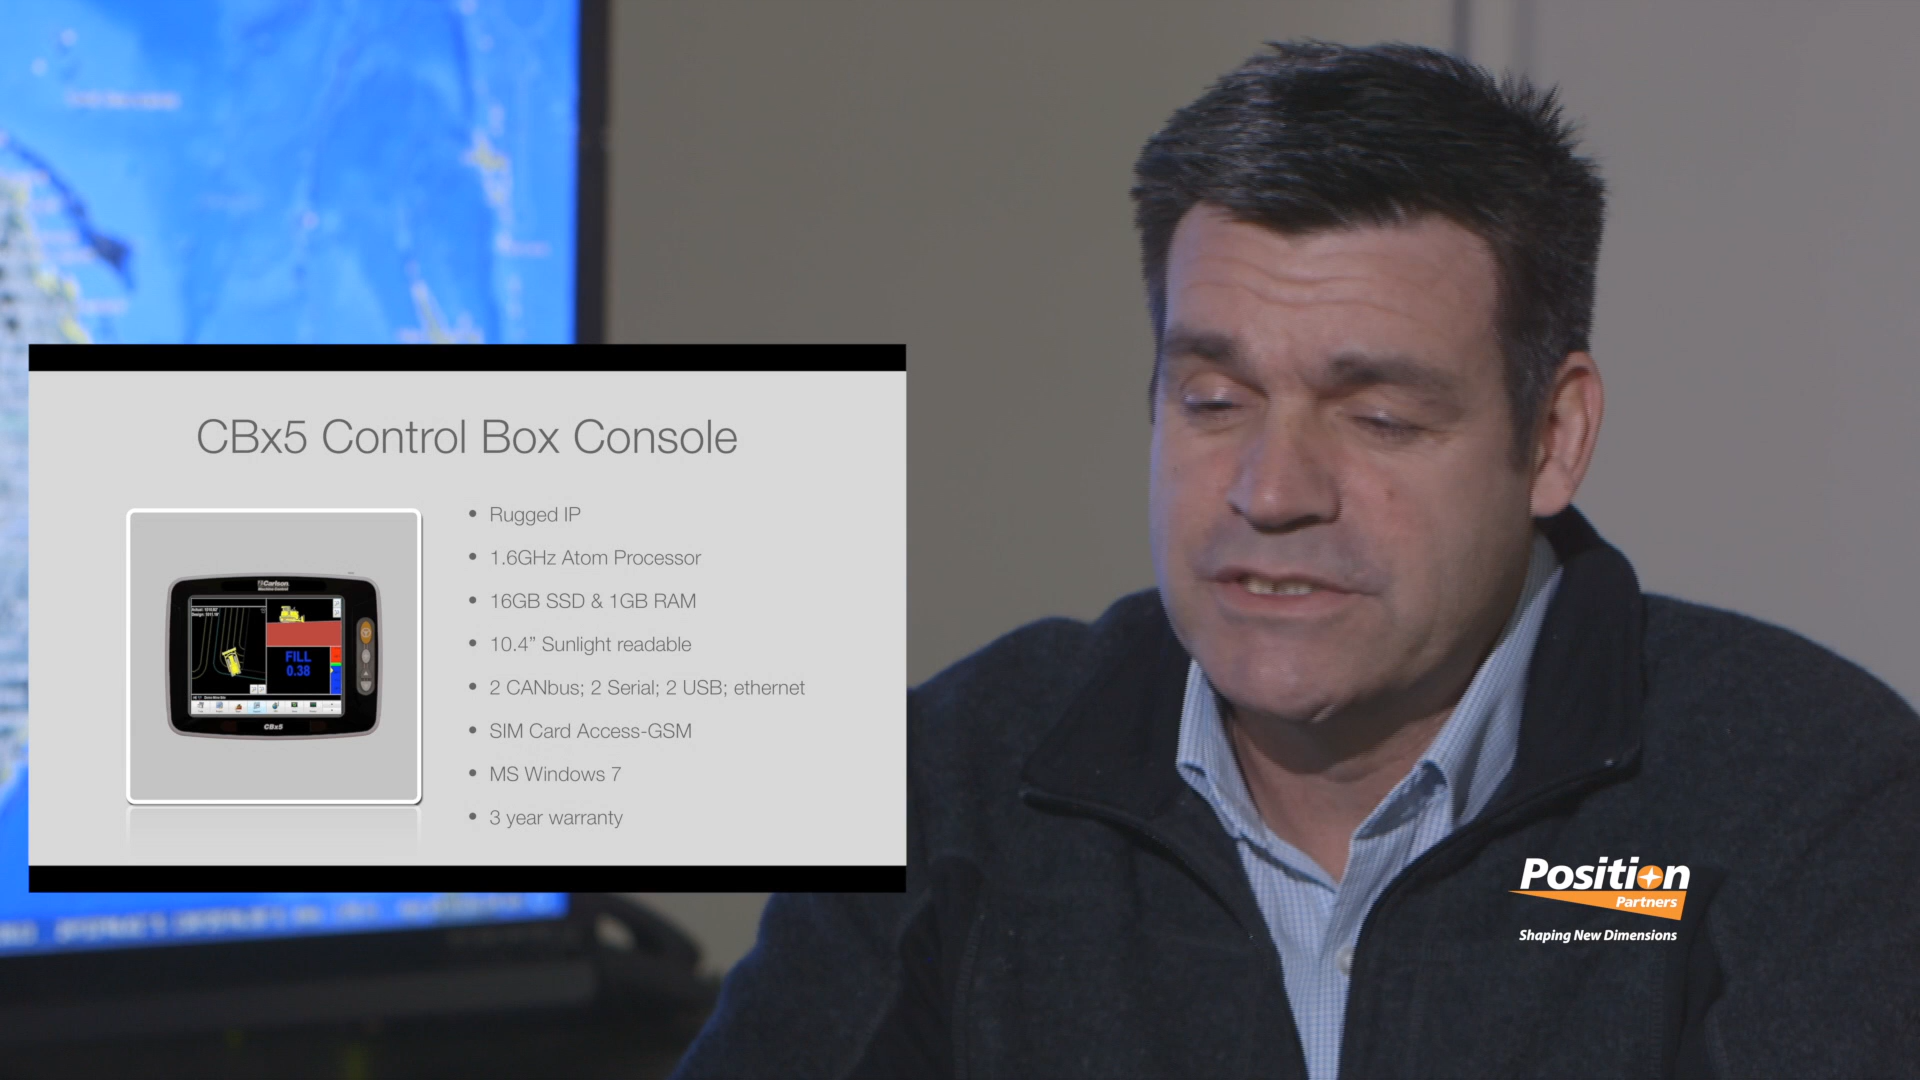 CBx5 Control Box Console
• Rugged IP
• 1.6GHz Atom Processor
• 16GB SSD & 1GB RAM
• 10.4” Sunlight readable
• 2 CANbus; 2 Serial; 2 USB; ethernet
• SIM Card Access-GSM
• MS Windows 7
• 3 year warranty
Carlson
FILL
0.38
CBx5
Position
Partners
Shaping New Dimensions